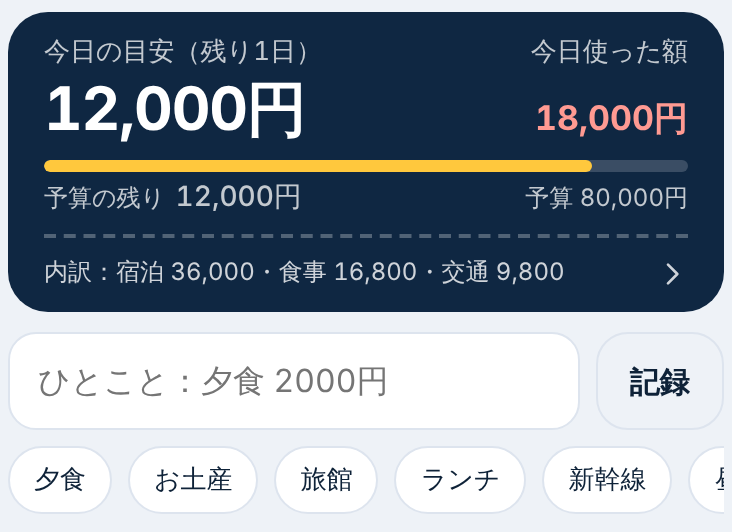 今日の目安（残り1日）
今日使った額
12,000円
18,000円
予算の残り 12,000円
予算 80,000円
内訳：宿泊 36,000・食事 16,800・交通 9,800
ひとこと：夕食 2000円
記録
夕食
お土産
旅館
ランチ
新幹線